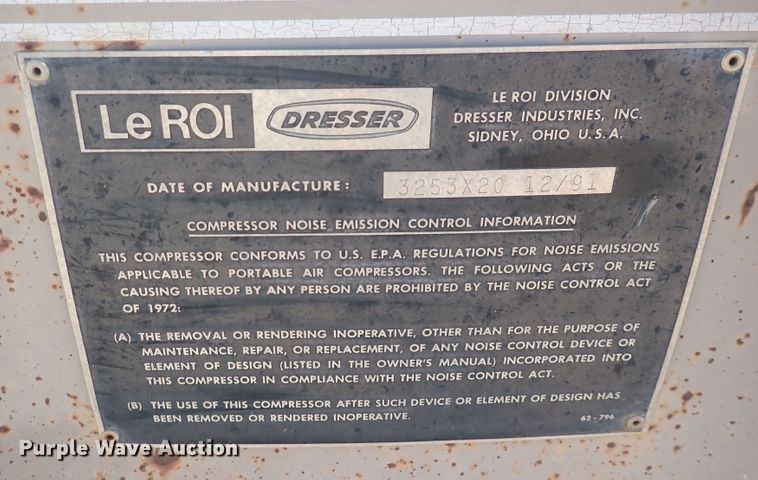 Le ROI DRESSER
LE ROI DIVISION
DRESSER INDUSTRIES, INC.
SIDNEY, OHIO U.S.A.
DATE OF MANUFACTURE: 3253X20 12/91
COMPRESSOR NOISE EMISSION CONTROL INFORMATION
THIS COMPRESSOR CONFORMS TO U.S. E.P.A. REGULATIONS FOR NOISE EMISSIONS
APPLICABLE TO PORTABLE AIR COMPRESSORS. THE FOLLOWING ACTS OR THE
CAUSING THEREOF BY ANY PERSON ARE PROHIBITED BY THE NOISE CONTROL ACT
OF 1972:
(A) THE REMOVAL OR RENDERING INOPERATIVE, OTHER THAN FOR THE PURPOSE OF
MAINTENANCE, REPAIR, OR REPLACEMENT, OF ANY NOISE CONTROL DEVICE OR
ELEMENT OF DESIGN (LISTED IN THE OWNER'S MANUAL) INCORPORATED INTO
THIS COMPRESSOR IN COMPLIANCE WITH THE NOISE CONTROL ACT.
(B) THE USE OF THIS COMPRESSOR AFTER SUCH DEVICE OR ELEMENT OF DESIGN HAS
BEEN REMOVED OR RENDERED INOPERATIVE.
62-796
Purple Wave Auction